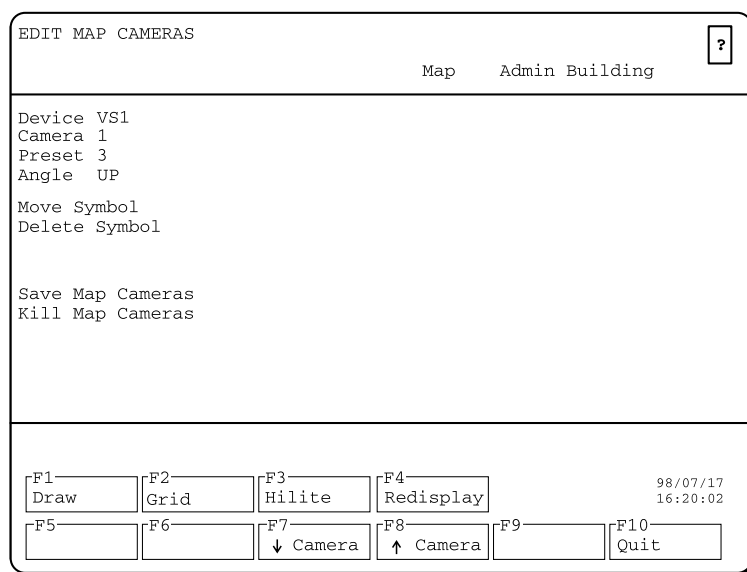 EDIT MAP CAMERAS
?
Map Admin Building
Device VS1
Camera 1
Preset 3
Angle UP
Move Symbol
Delete Symbol
Save Map Cameras
Kill Map Cameras
F1 F2 F3 F4
Draw Grid Hilite Redisplay
98/07/17
16:20:02
F5 F6 F7 F8 F9 F10
↓ Camera ↑ Camera Quit